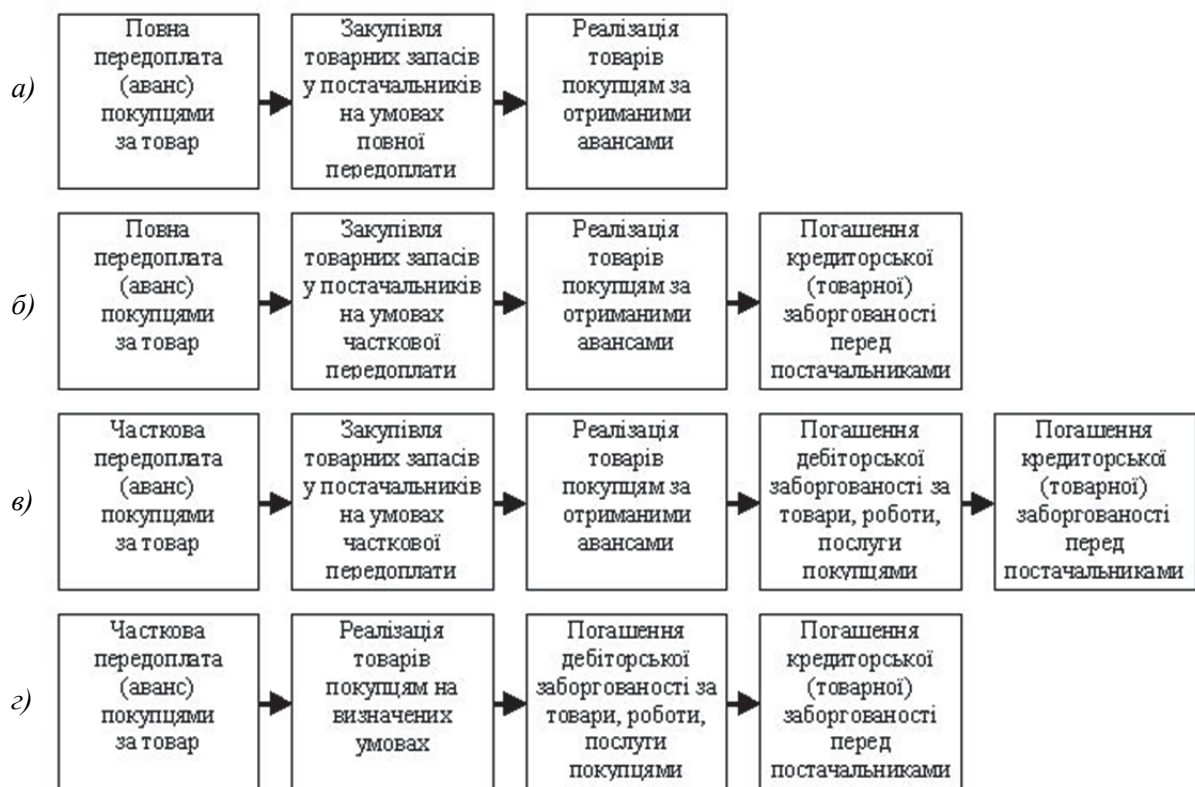 а)
Повна
передоплата
(аванс)
покупцями
за товар
Закупівля
товарних запасів
у постачальників
на умовах
повної
передоплати
Реалізація
товарів
покупцям за
отриманими
авансами
б)
Повна
передоплата
(аванс)
покупцями
за товар
Закупівля
товарних запасів
у постачальників
на умовах
часткової
передоплати
Реалізація
товарів
покупцям за
отриманими
авансами
Погашення
кредиторської
(товарної)
заборгованості
перед
постачальниками
в)
Часткова
передоплата
(аванс)
покупцями
за товар
Закупівля
товарних запасів
у постачальників
на умовах
часткової
передоплати
Реалізація
товарів
покупцям за
отриманими
авансами
Погашення
дебіторської
заборгованості за
товари, роботи,
послуги
покупцями
Погашення
кредиторської
(товарної)
заборгованості
перед
постачальниками
г)
Часткова
передоплата
(аванс)
покупцями
за товар
Реалізація
товарів
покупцям на
визначених
умовах
Погашення
дебіторської
заборгованості за
товари, роботи,
послуги
покупцями
Погашення
кредиторської
(товарної)
заборгованості
перед
постачальниками